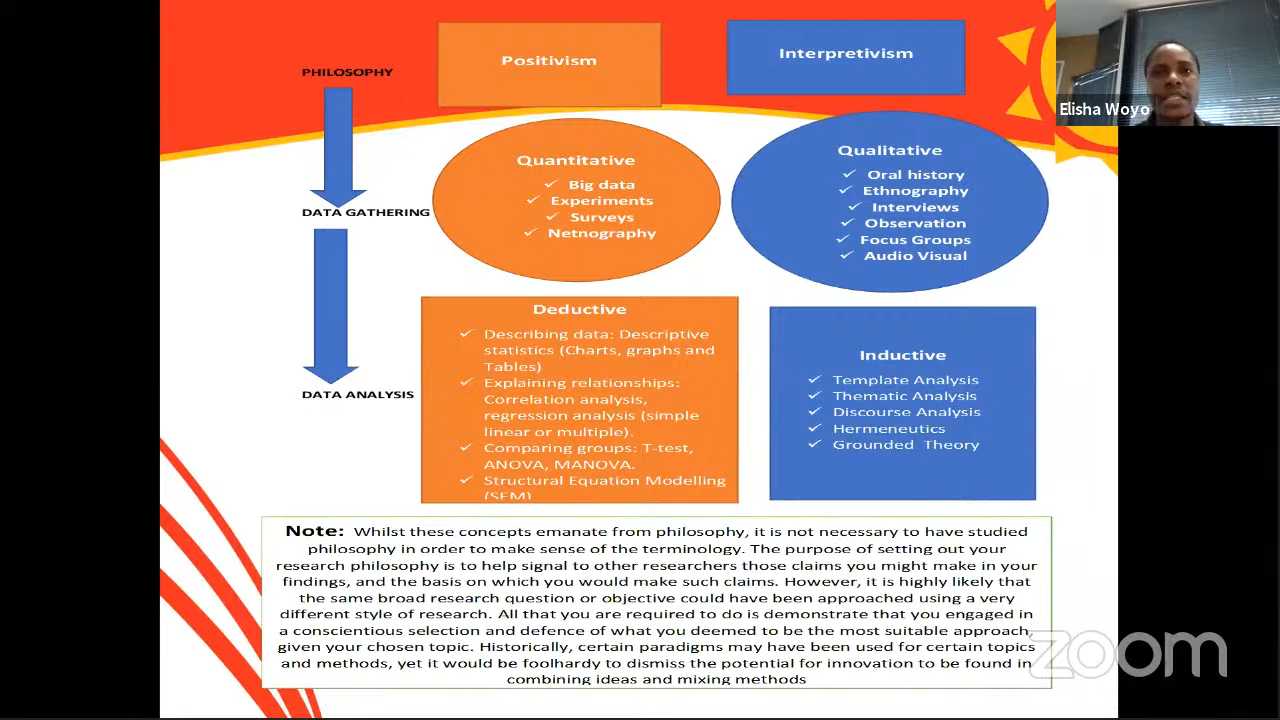 PHILOSOPHY
Positivism
Interpretivism
Elisha Woyo
DATA GATHERING
Quantitative
✓ Big data
✓ Experiments
✓ Surveys
✓ Netnography
Qualitative
✓ Oral history
✓ Ethnography
✓ Interviews
✓ Observation
✓ Focus Groups
✓ Audio Visual
DATA ANALYSIS
Deductive
✓ Describing data: Descriptive
statistics (Charts, graphs and
Tables)
✓ Explaining relationships:
Correlation analysis,
regression analysis (simple
linear or multiple).
✓ Comparing groups: T-test,
ANOVA, MANOVA.
✓ Structural Equation Modelling
(SEM)
Inductive
✓ Template Analysis
✓ Thematic Analysis
✓ Discourse Analysis
✓ Hermeneutics
✓ Grounded Theory
Note: Whilst these concepts emanate from philosophy, it is not necessary to have studied
philosophy in order to make sense of the terminology. The purpose of setting out your
research philosophy is to help signal to other researchers those claims you might make in your
findings, and the basis on which you would make such claims. However, it is highly likely that
the same broad research question or objective could have been approached using a very
different style of research. All that you are required to do is demonstrate that you engaged in
a conscientious selection and defence of what you deemed to be the most suitable approach,
given your chosen topic. Historically, certain paradigms may have been used for certain topics
and methods, yet it would be foolhardy to dismiss the potential for innovation to be found in
combining ideas and mixing methods
zoom